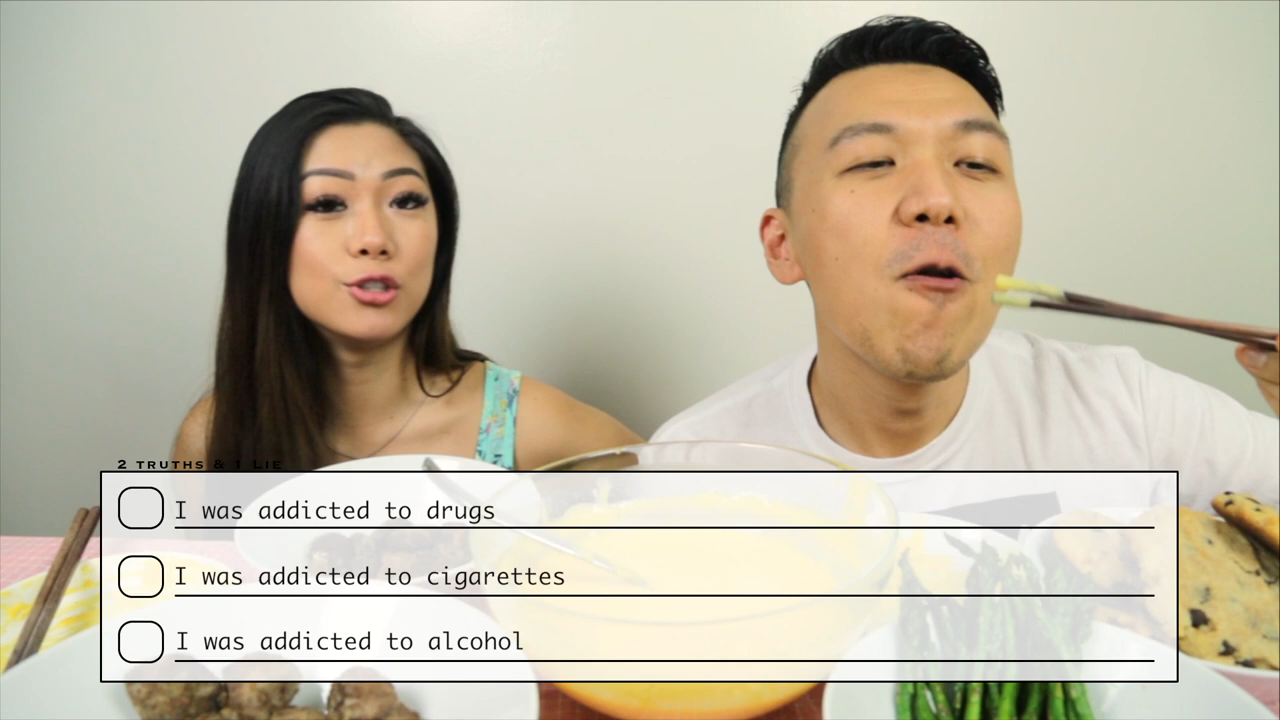 2 TRUTHS & 1 LIE
I was addicted to drugs
I was addicted to cigarettes
I was addicted to alcohol